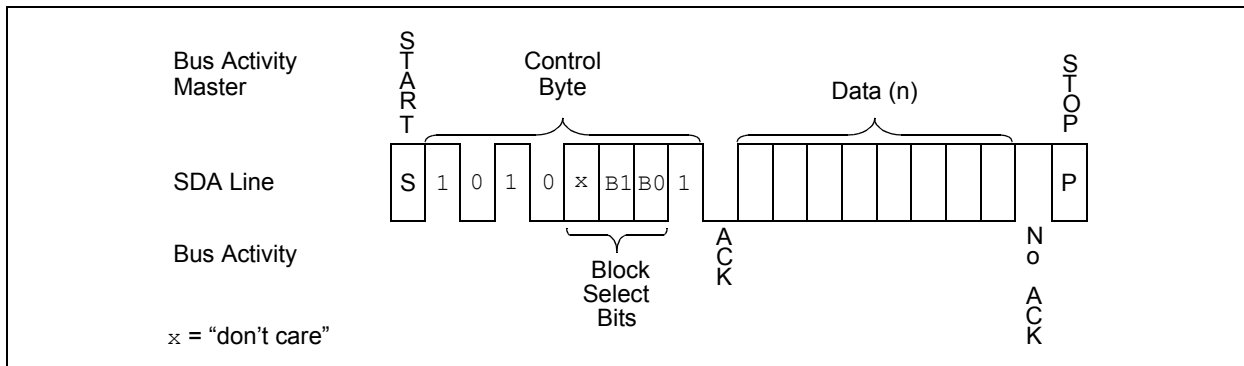 Bus Activity
Master
START
Control
Byte
Data (n)
STOP
SDA Line
S 1 0 1 0 x B1 B0 1 P
Bus Activity
ACK
Block
Select
Bits
No ACK
x = “don’t care”